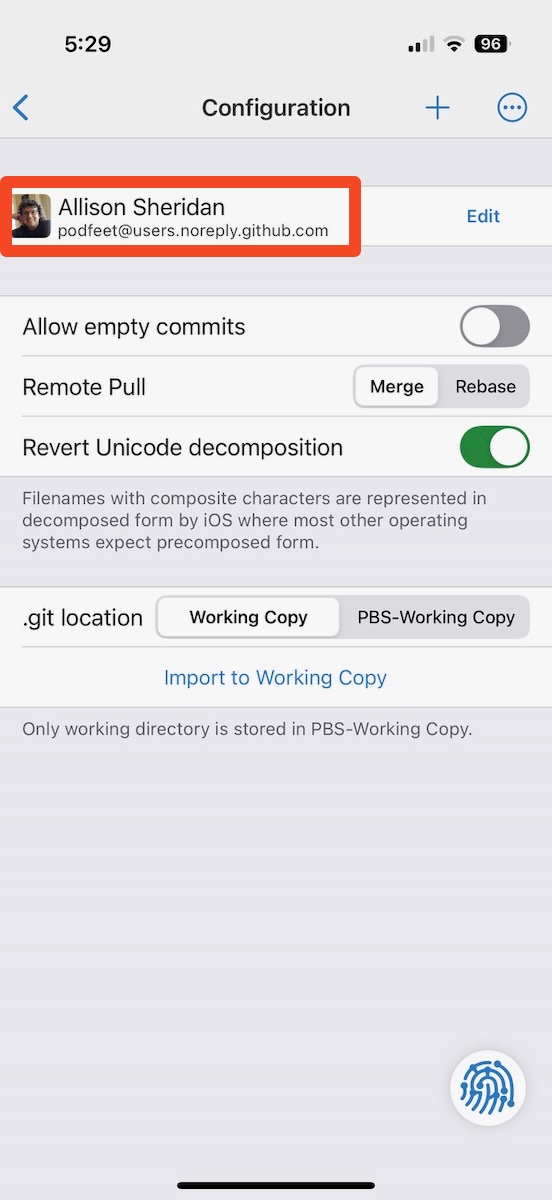 5:29
96
Configuration
Allison Sheridan
podfeet@users.noreply.github.com
Edit
Allow empty commits
Remote Pull
Merge
Rebase
Revert Unicode decomposition
Filenames with composite characters are represented in
decomposed form by iOS where most other operating
systems expect precomposed form.
.git location
Working Copy
PBS-Working Copy
Import to Working Copy
Only working directory is stored in PBS-Working Copy.